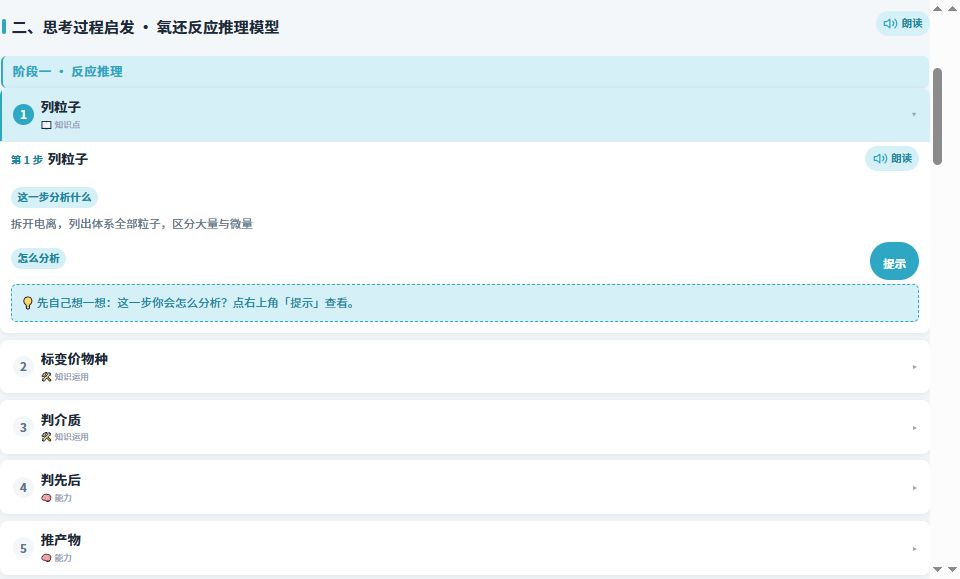 二、思考过程启发 · 氧还反应推理模型
朗读
阶段一 · 反应推理
1 列粒子
知识点
第 1 步 列粒子
朗读
这一步分析什么
拆开电离，列出体系全部粒子，区分大量与微量
怎么分析
提示
先自己想一想：这一步你会怎么分析？点右上角「提示」查看。
2 标变价物种
知识运用
3 判介质
知识运用
4 判先后
能力
5 推产物
能力